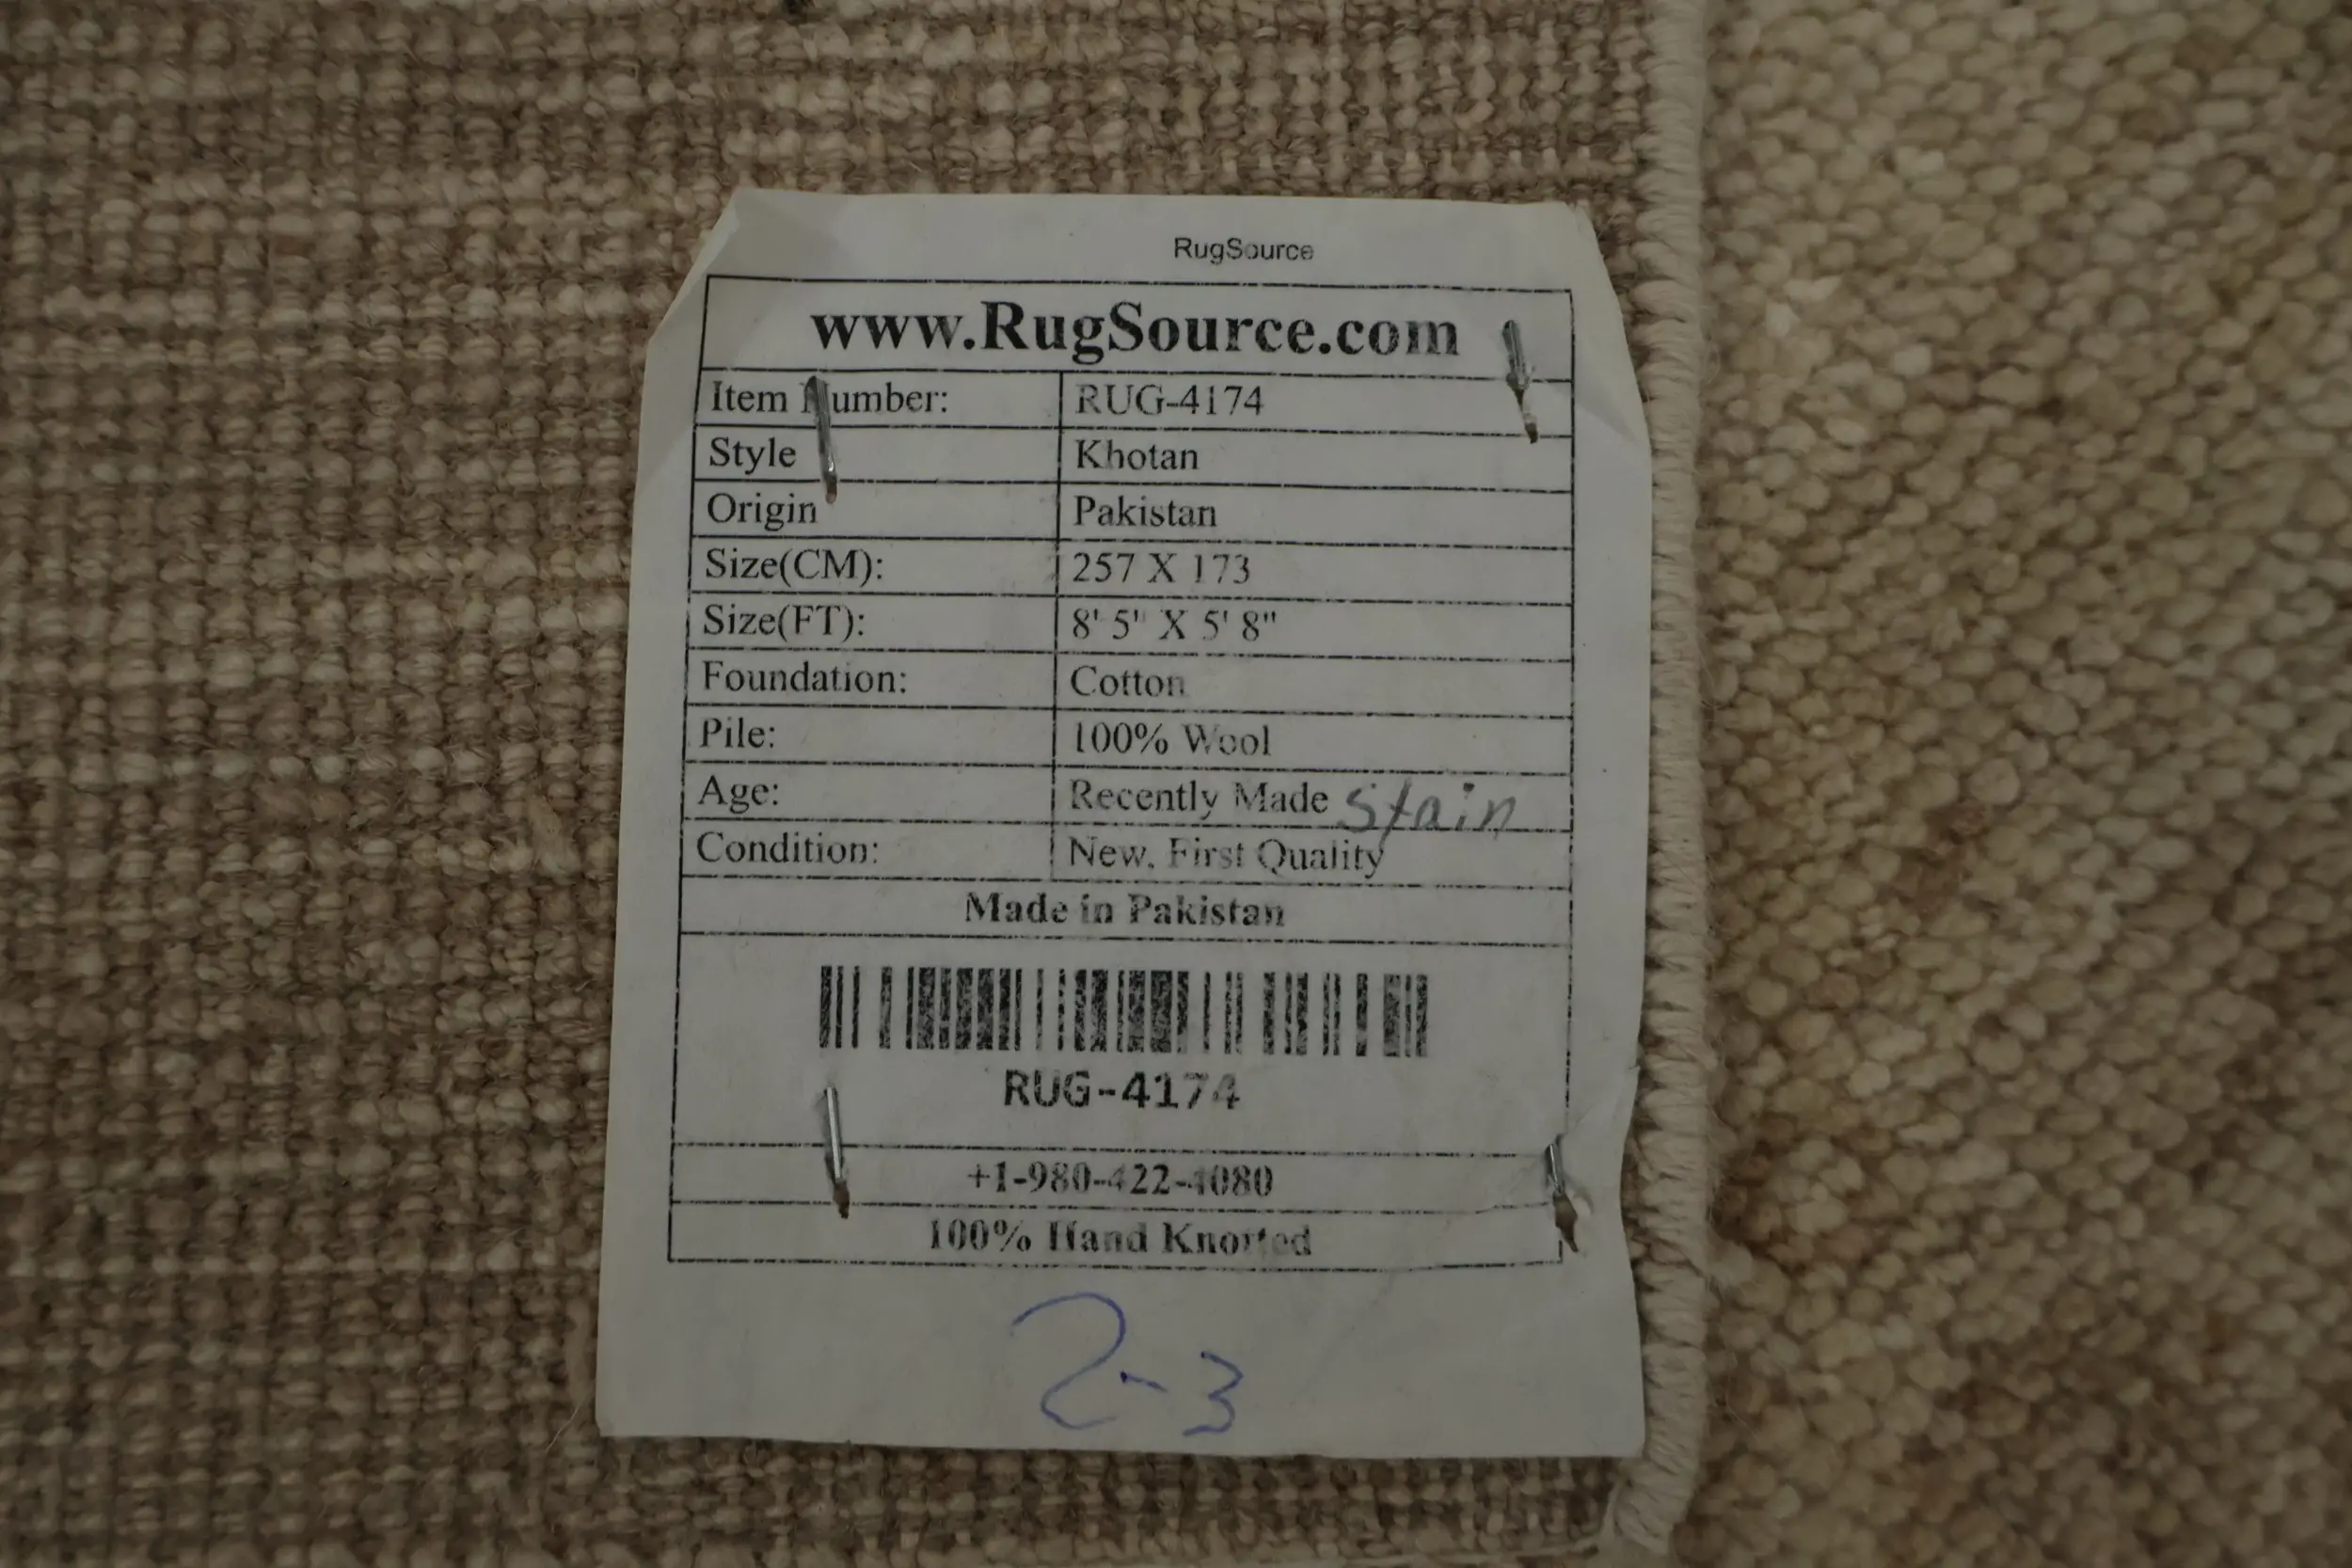 RugSource
www.RugSource.com
Item Number: RUG-4174
Style Khotan
Origin Pakistan
Size(CM): 257 X 173
Size(FT): 8' 5" X 5' 8"
Foundation: Cotton
Pile: 100% Wool
Age: Recently Made Stain
Condition: New, First Quality
Made in Pakistan
RUG-4174
+1-980-422-4080
100% Hand Knotted
2-3